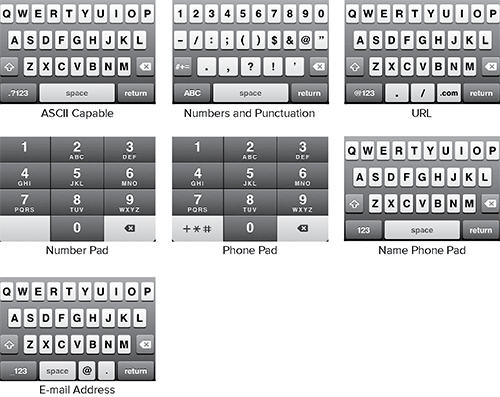 Q W E R T Y U I O P
A S D F G H J K L
Z X C V B N M
.?123 space return
ASCII Capable
1 2 3 4 5 6 7 8 9 0
- / : ; ( ) $ & @ "
#+= . , ? ! '
ABC space return
Numbers and Punctuation
Q W E R T Y U I O P
A S D F G H J K L
Z X C V B N M
@123 . / .com return
URL
1 2 3
ABC DEF
4 5 6
GHI JKL MNO
7 8 9
PQRS TUV WXYZ
0
Number Pad
1 2 3
ABC DEF
4 5 6
GHI JKL MNO
7 8 9
PQRS TUV WXYZ
+*# 0
Phone Pad
Q W E R T Y U I O P
A S D F G H J K L
Z X C V B N M
123 space return
Name Phone Pad
Q W E R T Y U I O P
A S D F G H J K L
Z X C V B N M
.123 space @ . return
E-mail Address